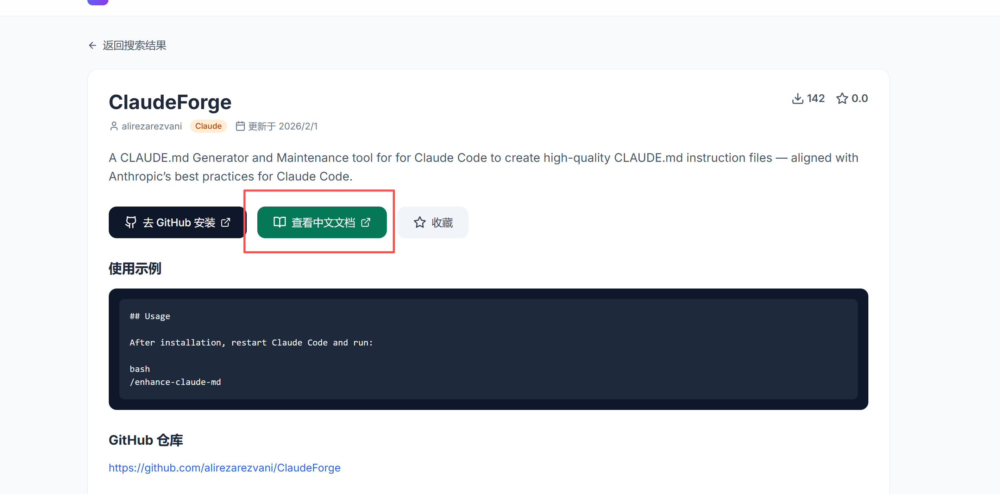 返回搜索结果
ClaudeForge
142 0.0
alirezarezvani Claude 更新于 2026/2/1
A CLAUDE.md Generator and Maintenance tool for for Claude Code to create high-quality CLAUDE.md instruction files — aligned with
Anthropic’s best practices for Claude Code.
去 GitHub 安装 查看中文文档 收藏
使用示例
## Usage
After installation, restart Claude Code and run:
bash
/enhance-claude-md
GitHub 仓库
https://github.com/alirezarezvani/ClaudeForge